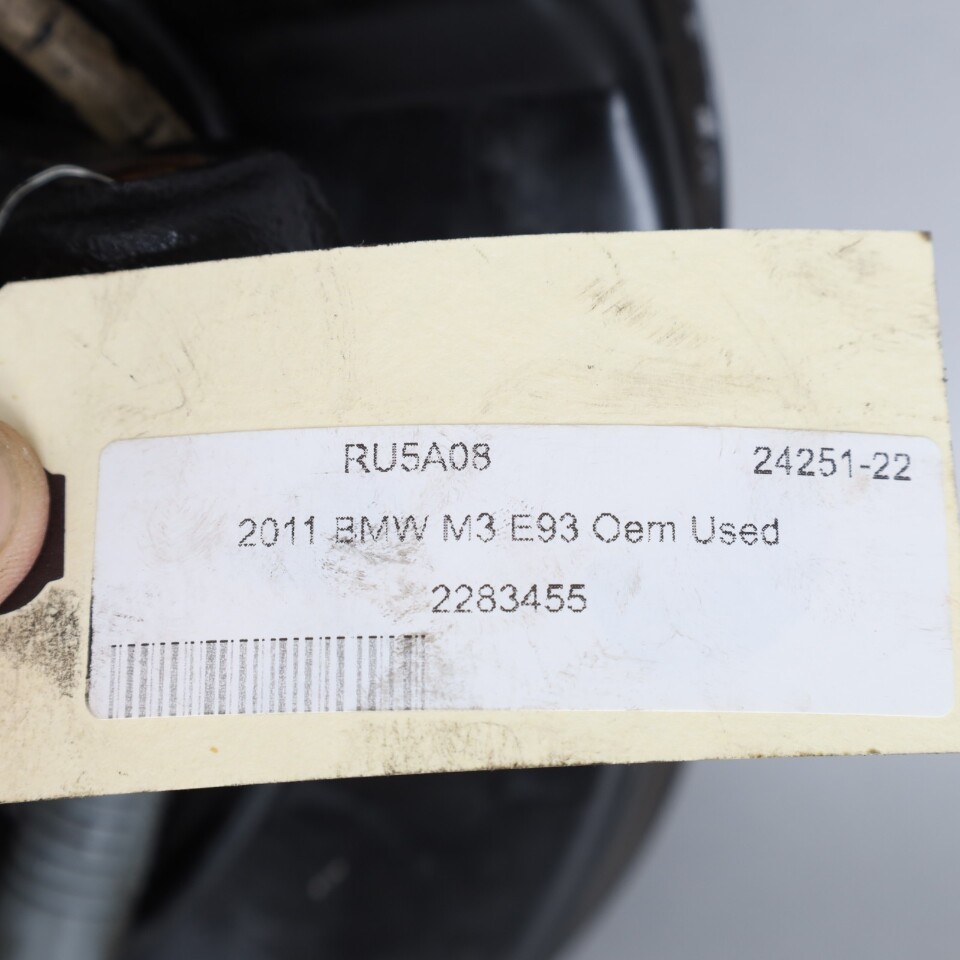 RU5A08 24251-22
2011 BMW M3 E93 Oem Used
2283455